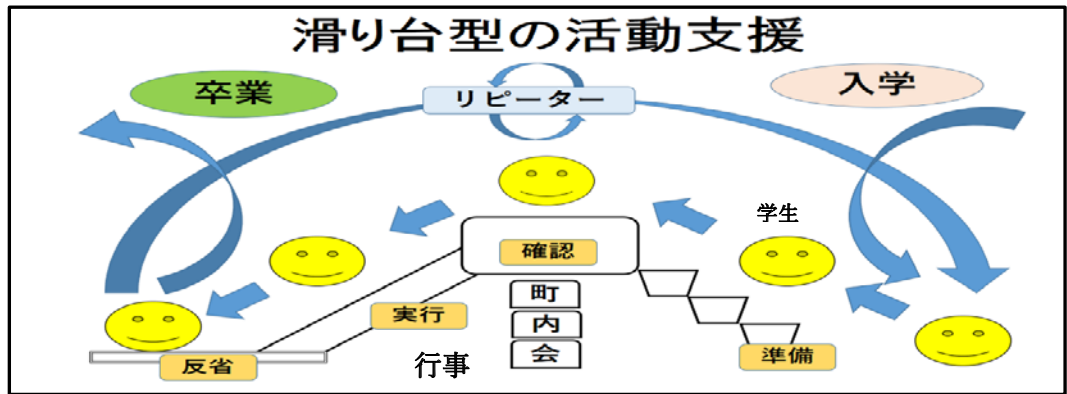 滑り台型の活動支援
卒業
リピーター
入学
学生
確認
町
内
会
実行
準備
反省
行事